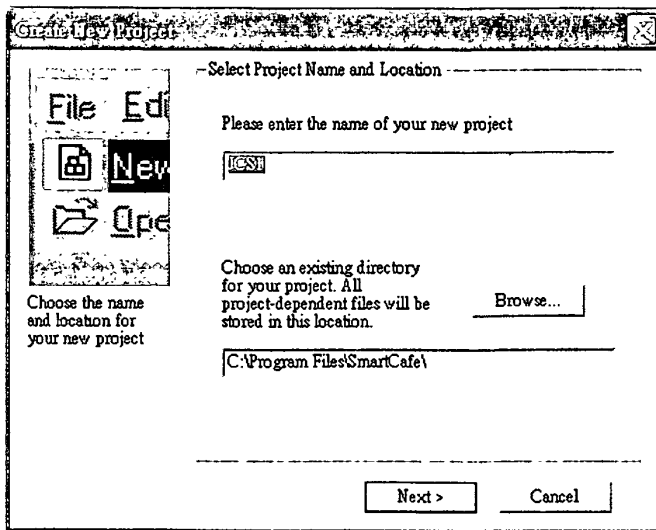 Create New Project
Select Project Name and Location
File Edi
New
Ope
Choose the name
and location for
your new project
Please enter the name of your new project
Choose an existing directory
for your project. All
project-dependent files will be
stored in this location.
Browse...
C:\Program Files\SmartCafe\
Next >
Cancel